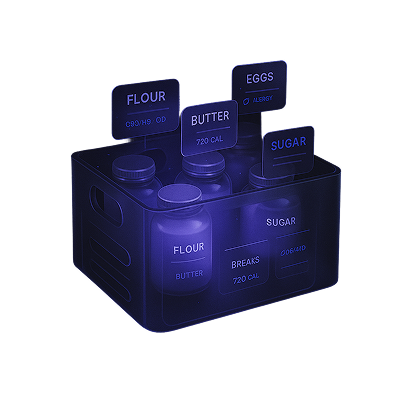 EGGS
FLOUR
BUTTER
720 CAL
SUGAR
SUGAR
FLOUR
BUTTER
BREAKS
720 CAL